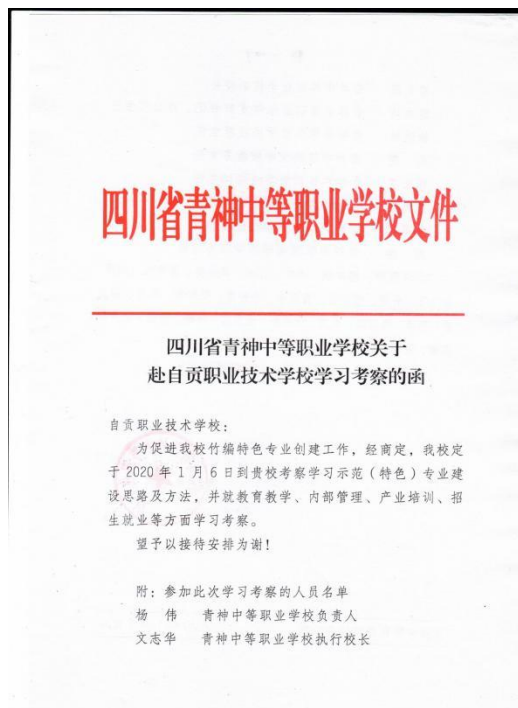 四川省青神中等职业学校文件
四川省青神中等职业学校关于
赴自贡职业技术学校学习考察的函
自贡职业技术学校：
为促进我校竹编特色专业创建工作，经商定，我校定
于 2020 年 1 月 6 日到贵校考察学习示范（特色）专业建
设思路及方法，并就教育教学、内部管理、产业培训、招
生就业等方面学习考察。
望予以接待安排为谢！
附：参加此次学习考察的人员名单
杨　伟　青神中等职业学校负责人
文志华　青神中等职业学校执行校长